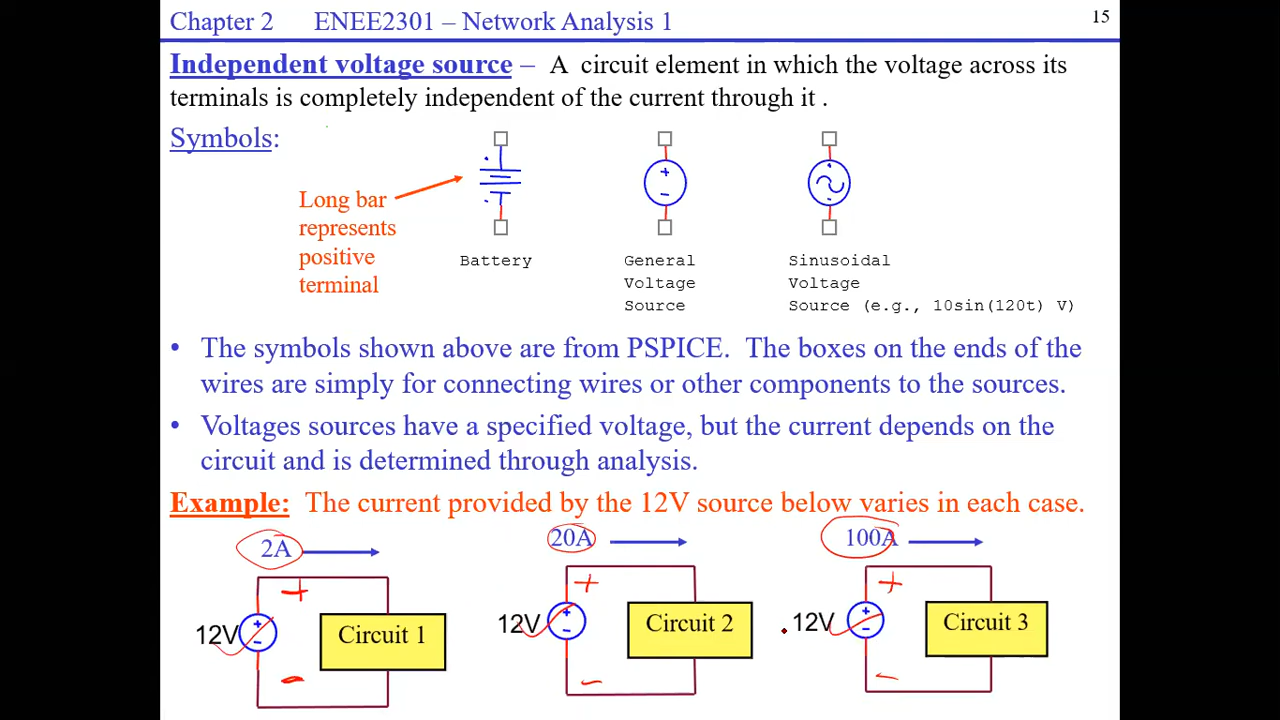 Chapter 2 ENEE2301 – Network Analysis 1
15
Independent voltage source – A circuit element in which the voltage across its
terminals is completely independent of the current through it .
Symbols:
Long bar
represents
positive
terminal
Battery
General
Voltage
Source
Sinusoidal
Voltage
Source (e.g., 10sin(120t) V)
• The symbols shown above are from PSPICE. The boxes on the ends of the
wires are simply for connecting wires or other components to the sources.
• Voltages sources have a specified voltage, but the current depends on the
circuit and is determined through analysis.
Example: The current provided by the 12V source below varies in each case.
2A
20A
100A
+
+
+
12V
+
-
Circuit 1
12V
+
-
Circuit 2
12V
+
-
Circuit 3
-
-
-